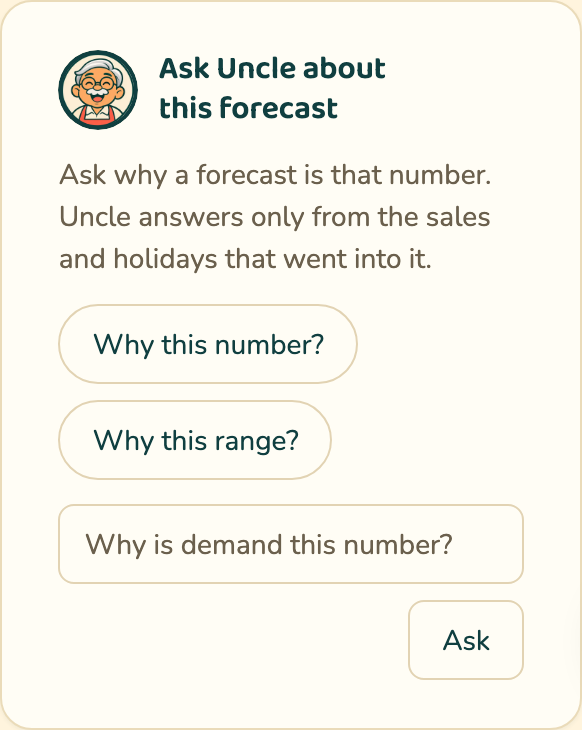 Ask Uncle about
this forecast
Ask why a forecast is that number.
Uncle answers only from the sales
and holidays that went into it.
Why this number?
Why this range?
Why is demand this number?
Ask